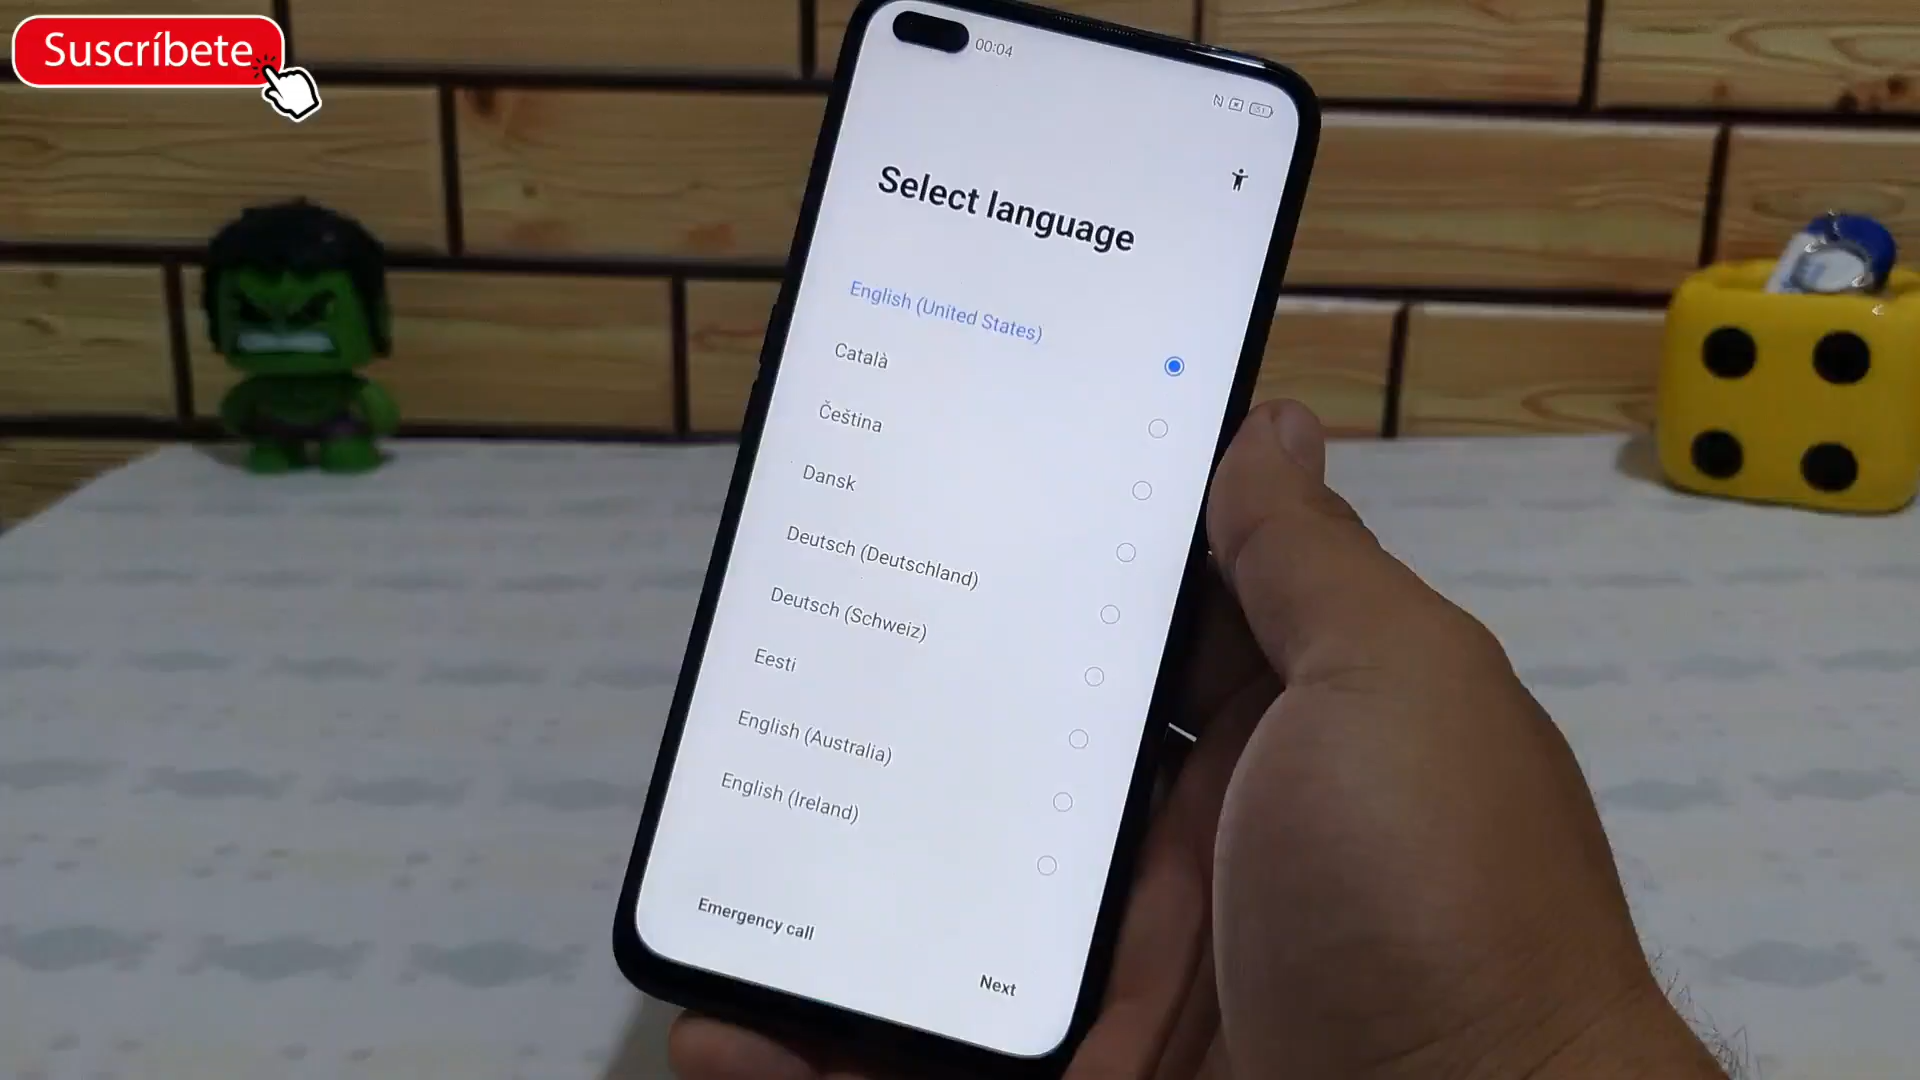 Suscríbete
00:04
51
Select language
English (United States)
Català
Čeština
Dansk
Deutsch (Deutschland)
Deutsch (Schweiz)
Eesti
English (Australia)
English (Ireland)
Emergency call
Next